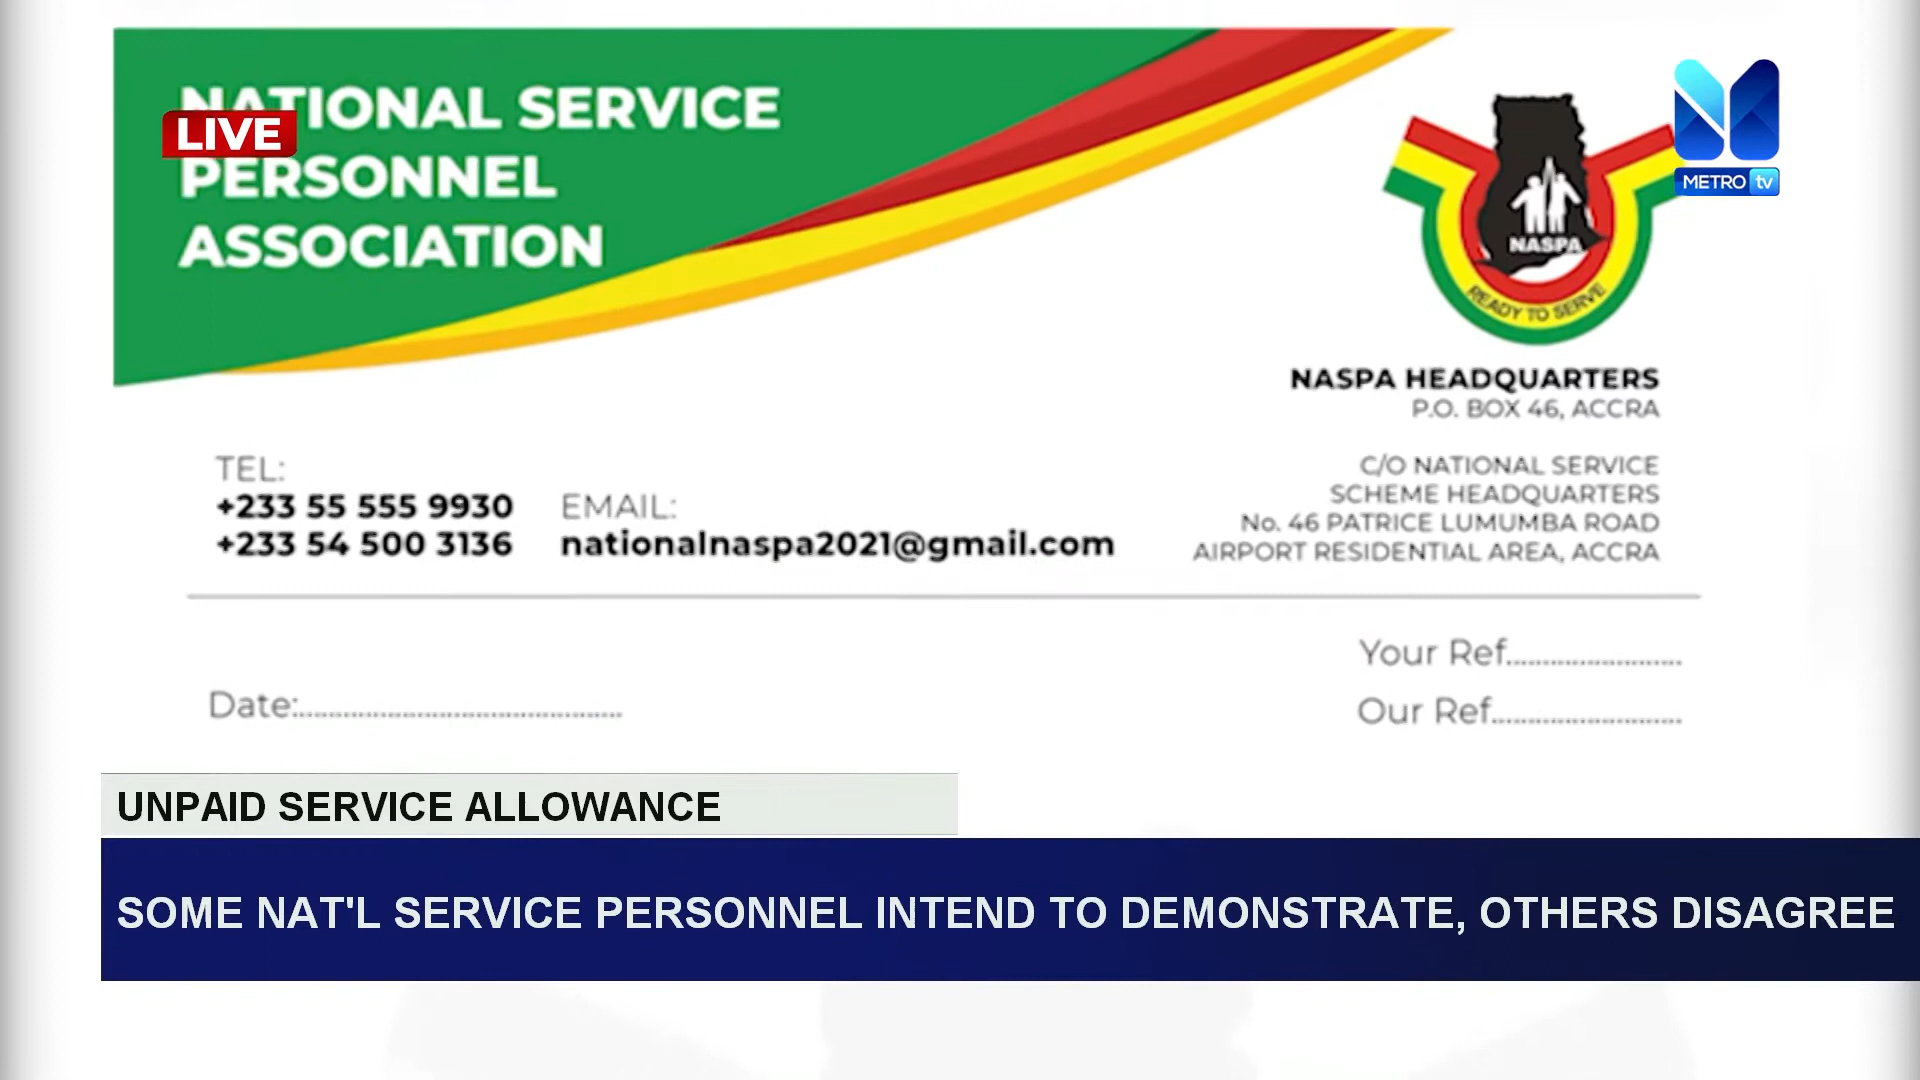 NATIONAL SERVICE
LIVE
PERSONNEL
ASSOCIATION
METRO tv
NASPA
READY TO SERVE
NASPA HEADQUARTERS
P.O. BOX 46, ACCRA
C/O NATIONAL SERVICE
SCHEME HEADQUARTERS
No. 46 PATRICE LUMUMBA ROAD
AIRPORT RESIDENTIAL AREA, ACCRA
TEL:
+233 55 555 9930
+233 54 500 3136
EMAIL:
nationalnaspa2021@gmail.com
Your Ref.............................
Our Ref...............................
Date:......................................................
UNPAID SERVICE ALLOWANCE
SOME NAT'L SERVICE PERSONNEL INTEND TO DEMONSTRATE, OTHERS DISAGREE